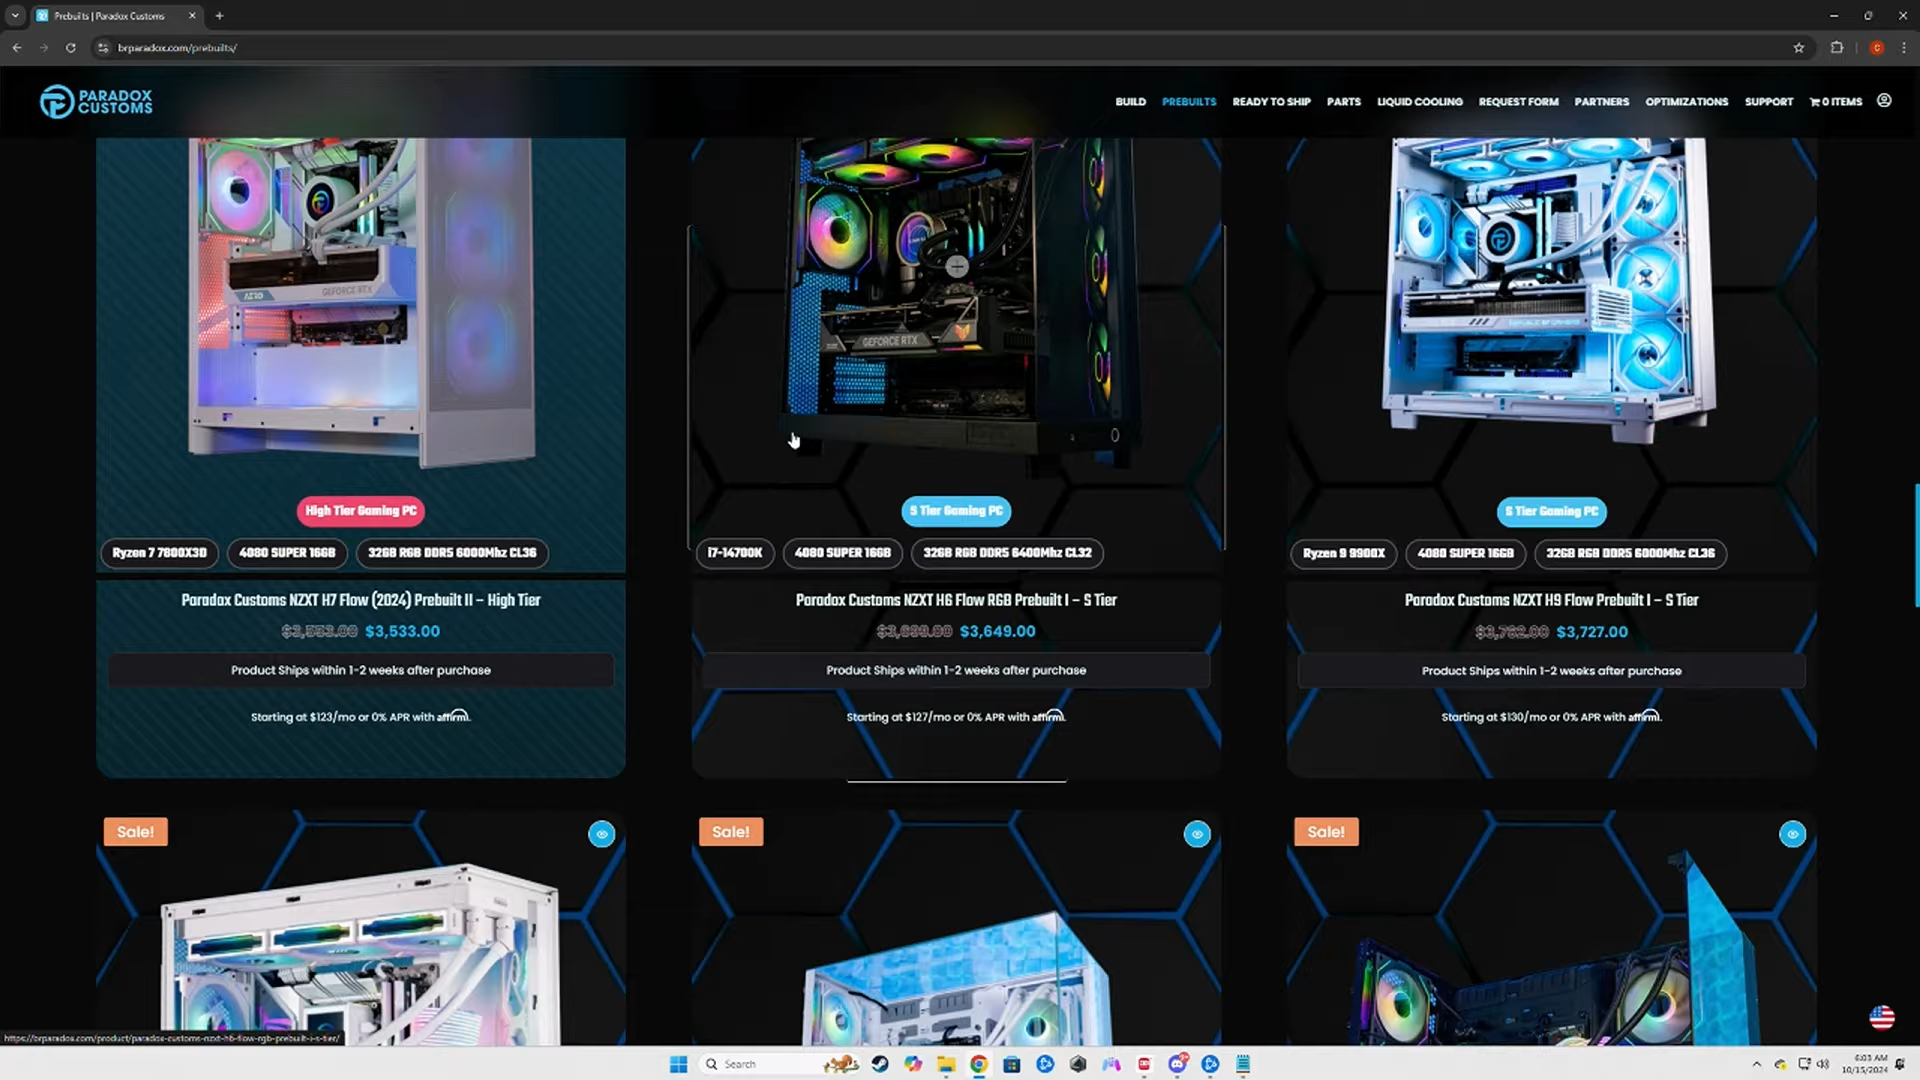 Prebuilts | Paradox Customs
brparadox.com/prebuilts/
PARADOX CUSTOMS
BUILD PREBUILTS READY TO SHIP PARTS LIQUID COOLING REQUEST FORM PARTNERS OPTIMIZATIONS SUPPORT 0 ITEMS
AERO
GEFORCE RTX
GEFORCE RTX
High Tier Gaming PC
Ryzen 7 7800X3D 4080 SUPER 16GB 32GB RGB DDR5 6000Mhz CL36
Paradox Customs NZXT H7 Flow (2024) Prebuilt II – High Tier
$3,533.00
Product Ships within 1-2 weeks after purchase
Starting at $123/mo or 0% APR with affirm.
S Tier Gaming PC
i7-14700K 4080 SUPER 16GB 32GB RGB DDR5 6400Mhz CL32
Paradox Customs NZXT H6 Flow RGB Prebuilt I – S Tier
$3,649.00
Product Ships within 1-2 weeks after purchase
Starting at $127/mo or 0% APR with affirm.
S Tier Gaming PC
Ryzen 9 9900X 4080 SUPER 16GB 32GB RGB DDR5 6000Mhz CL36
Paradox Customs NZXT H9 Flow Prebuilt I – S Tier
$3,727.00
Product Ships within 1-2 weeks after purchase
Starting at $130/mo or 0% APR with affirm.
Sale!
Sale!
Sale!
https://brparadox.com/product/paradox-customs-nzxt-h6-flow-rgb-prebuilt-i-s-tier/
Search
6:03 AM
10/15/2024